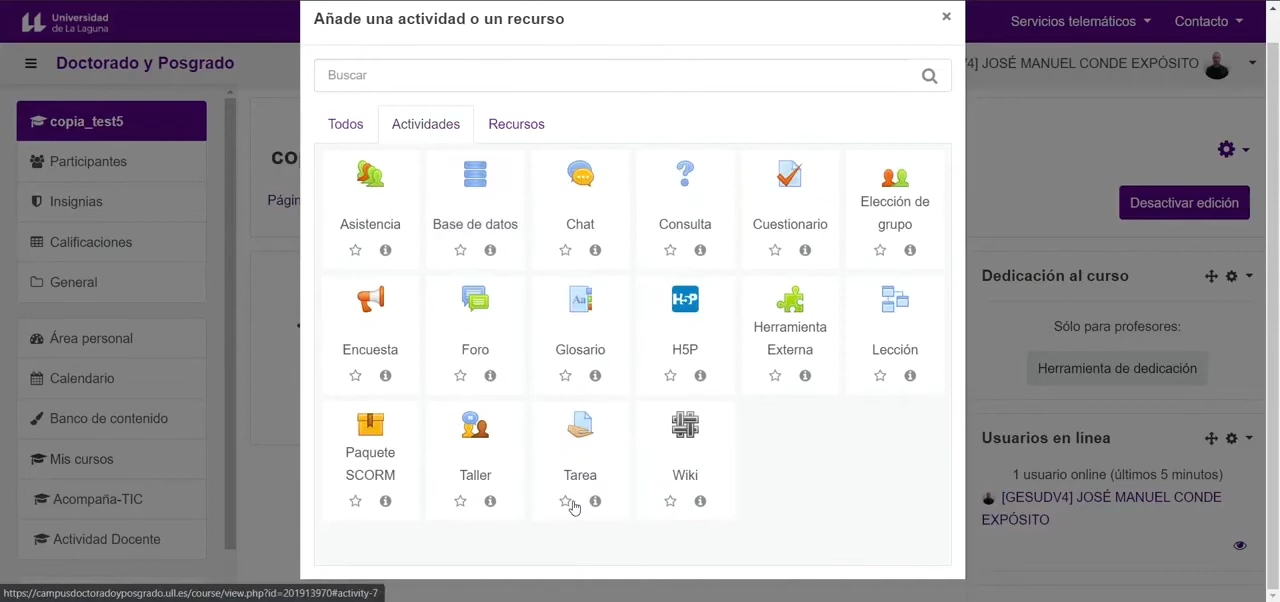 Universidad
de La Laguna
Servicios telemáticos
Contacto
Doctorado y Posgrado
4] JOSÉ MANUEL CONDE EXPÓSITO
copia_test5
Participantes
Insignias
Calificaciones
General
Área personal
Calendario
Banco de contenido
Mis cursos
Acompaña-TIC
Actividad Docente
co
Págin
Añade una actividad o un recurso
×
Buscar
Todos
Actividades
Recursos
Asistencia
Base de datos
Chat
Consulta
Cuestionario
Elección de
grupo
Encuesta
Foro
Aa
Glosario
H5P
H5P
Herramienta
Externa
Lección
Paquete
SCORM
Taller
Tarea
Wiki
Desactivar edición
Dedicación al curso
Sólo para profesores:
Herramienta de dedicación
Usuarios en línea
1 usuario online (últimos 5 minutos)
[GESUDV4] JOSÉ MANUEL CONDE
EXPÓSITO
https://campusdoctoradoyposgrado.ull.es/course/view.php?id=201913970#activity-7